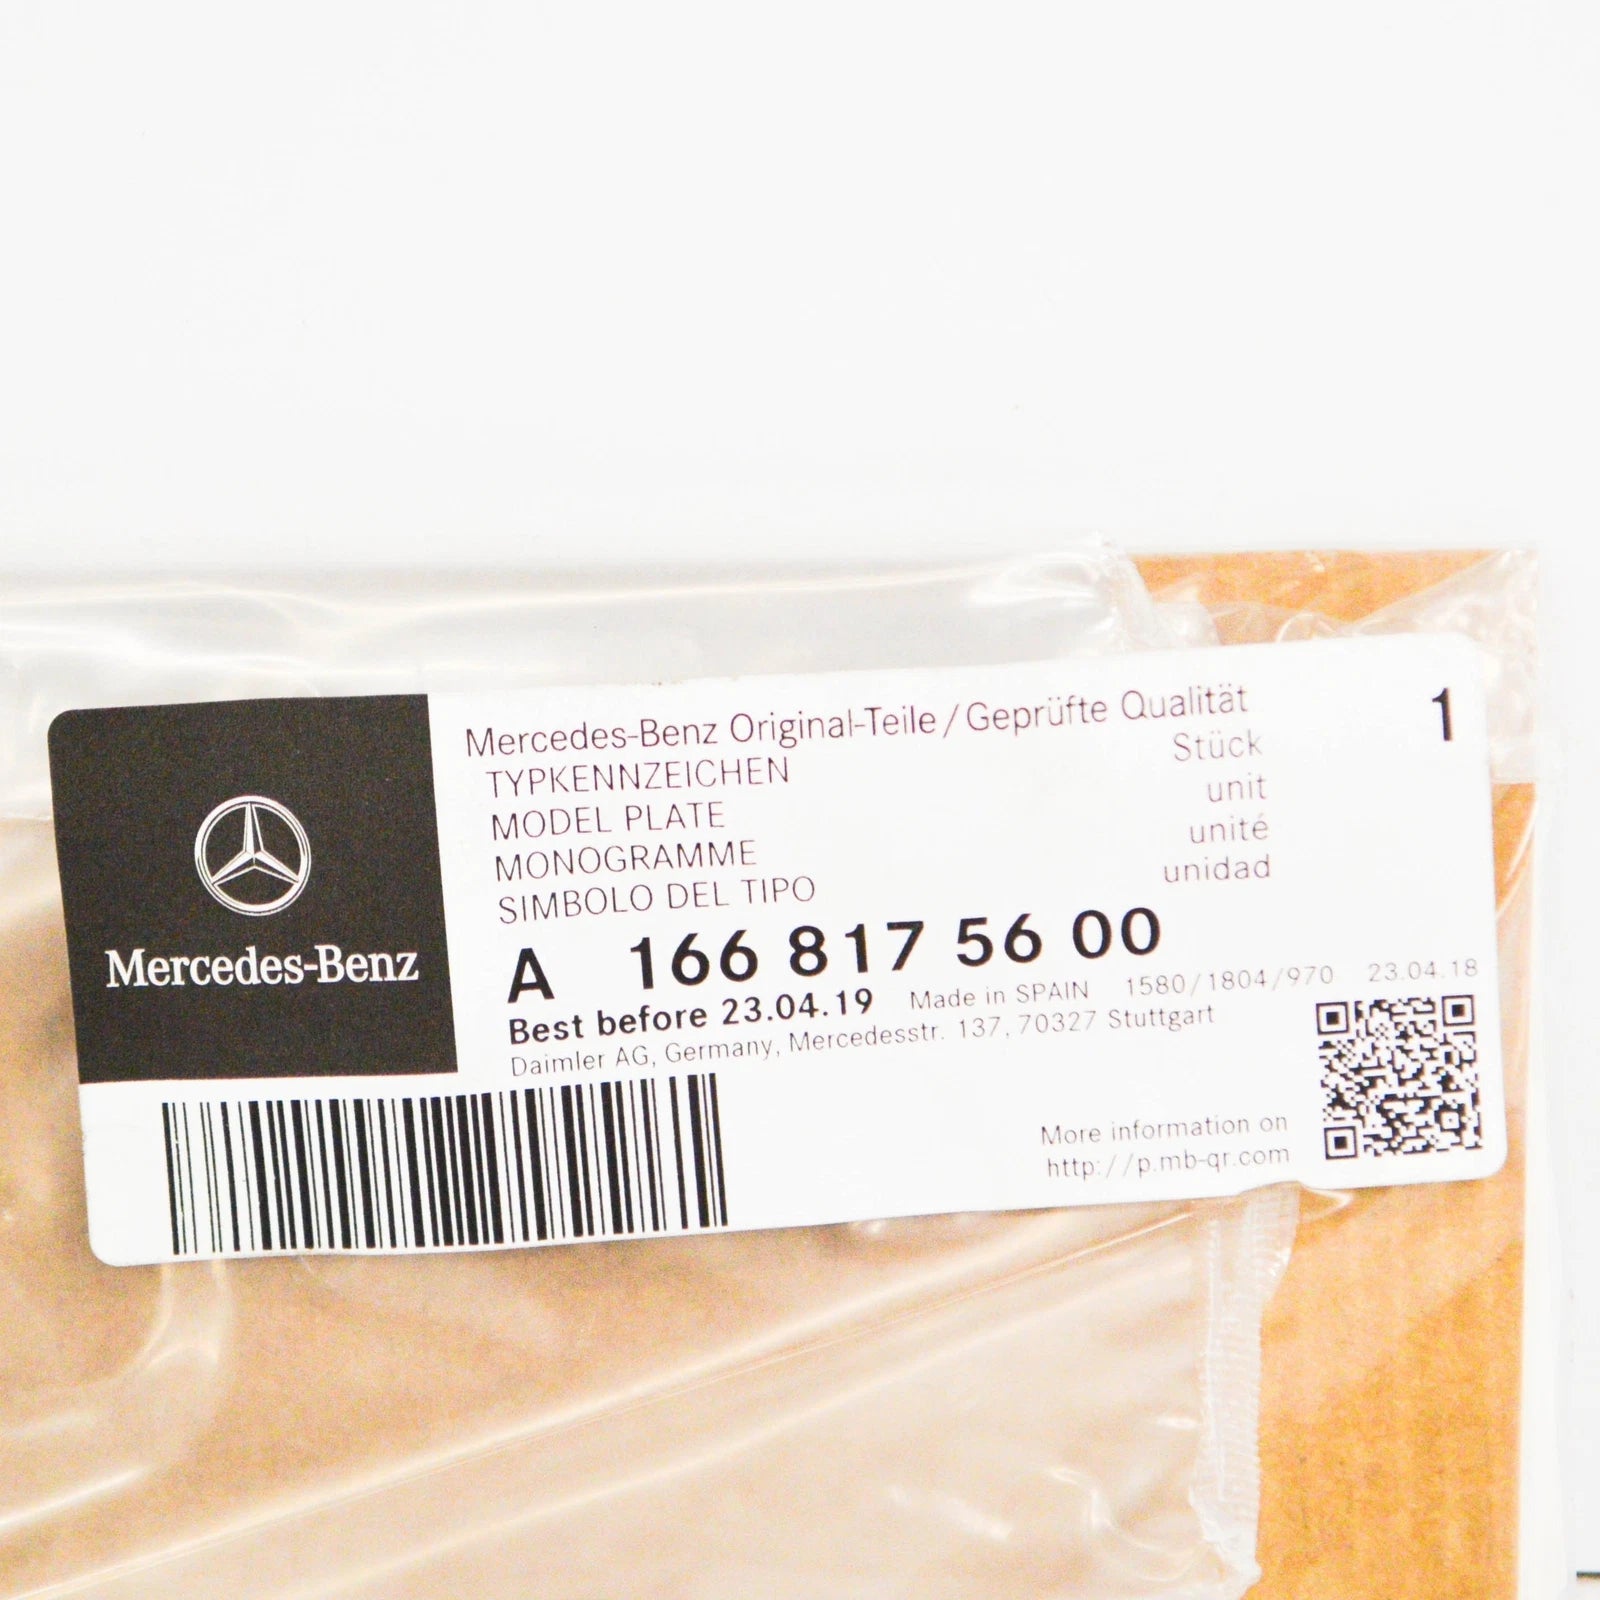 Mercedes-Benz
Mercedes-Benz Original-Teile/Geprüfte Qualität
TYPKENNZEICHEN
MODEL PLATE
MONOGRAMME
SIMBOLO DEL TIPO
Stück
unit
unité
unidad
1
A 166 817 56 00
Best before 23.04.19 Made in SPAIN 1580/1804/970 23.04.18
Daimler AG, Germany, Mercedesstr. 137, 70327 Stuttgart
More information on
http://p.mb-qr.com